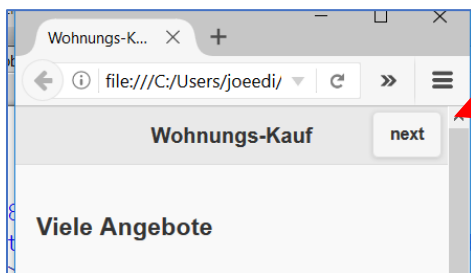 Wohnungs-K...
file:///C:/Users/joeedi/
Wohnungs-Kauf
next
Viele Angebote